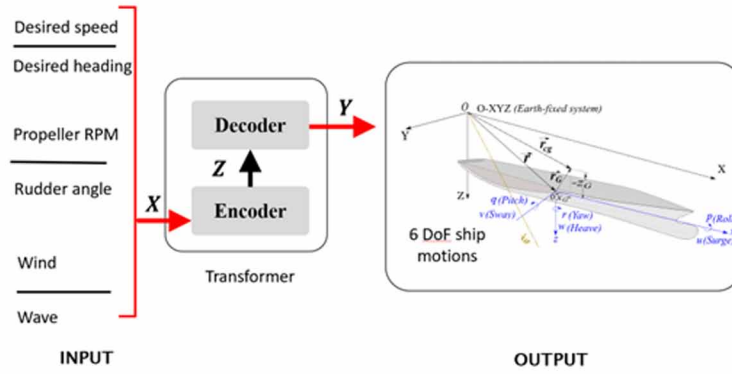 Desired speed
Desired heading
Propeller RPM
Rudder angle
Wind
Wave
INPUT
X
Decoder
Z
Encoder
Transformer
Y
O O-XYZ (Earth-fixed system)
Y
X
Z
q (Pitch)
v (Sway)
r (Yaw)
w (Heave)
z
p (Roll
u (Surge
6 DoF ship
motions
OUTPUT